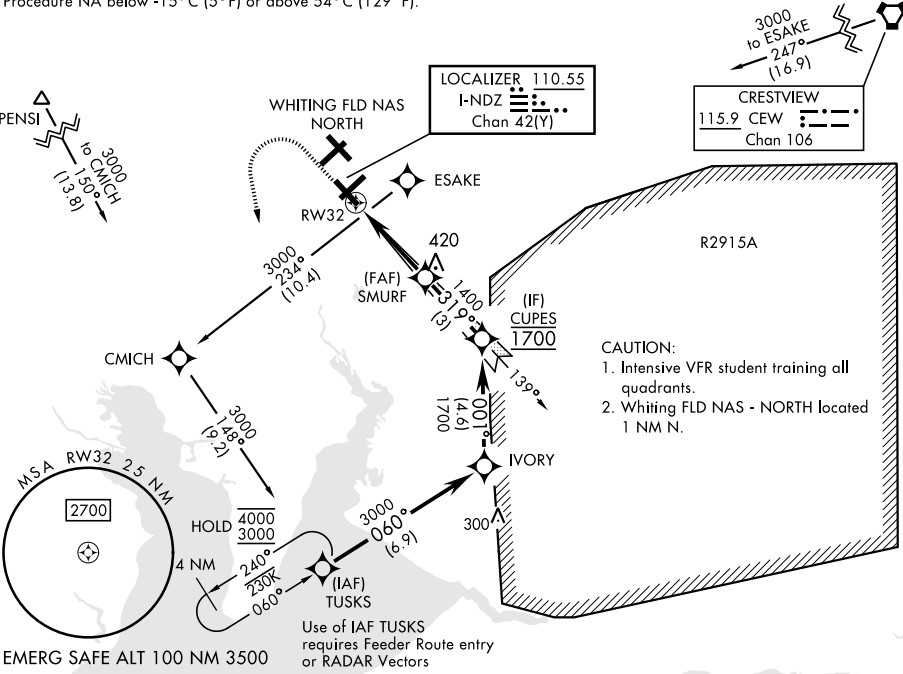 Procedure NA below -15°C (5°F) or above 54°C (129°F).
3000
to ESAKE
247°
(16.9)
LOCALIZER 110.55
I-NDZ
Chan 42(Y)
CRESTVIEW
115.9 CEW
Chan 106
PENSI
3000
to CMICH
150°
(13.8)
WHITING FLD NAS
NORTH
ESAKE
RW32
R2915A
420
3000
234°
(10.4)
(FAF)
SMURF
1400
319°
(3)
(IF)
CUPES
1700
CMICH
139°
CAUTION:
1. Intensive VFR student training all
quadrants.
2. Whiting FLD NAS - NORTH located
1 NM N.
3000
148°
(9.2)
001°
(4.6)
1700
IVORY
MSA RW32 25 NM
2700
HOLD 4000
3000
3000
060°
(6.9)
300
4 NM
240°
230K
060°
(IAF)
TUSKS
Use of IAF TUSKS
requires Feeder Route entry
or RADAR Vectors
EMERG SAFE ALT 100 NM 3500